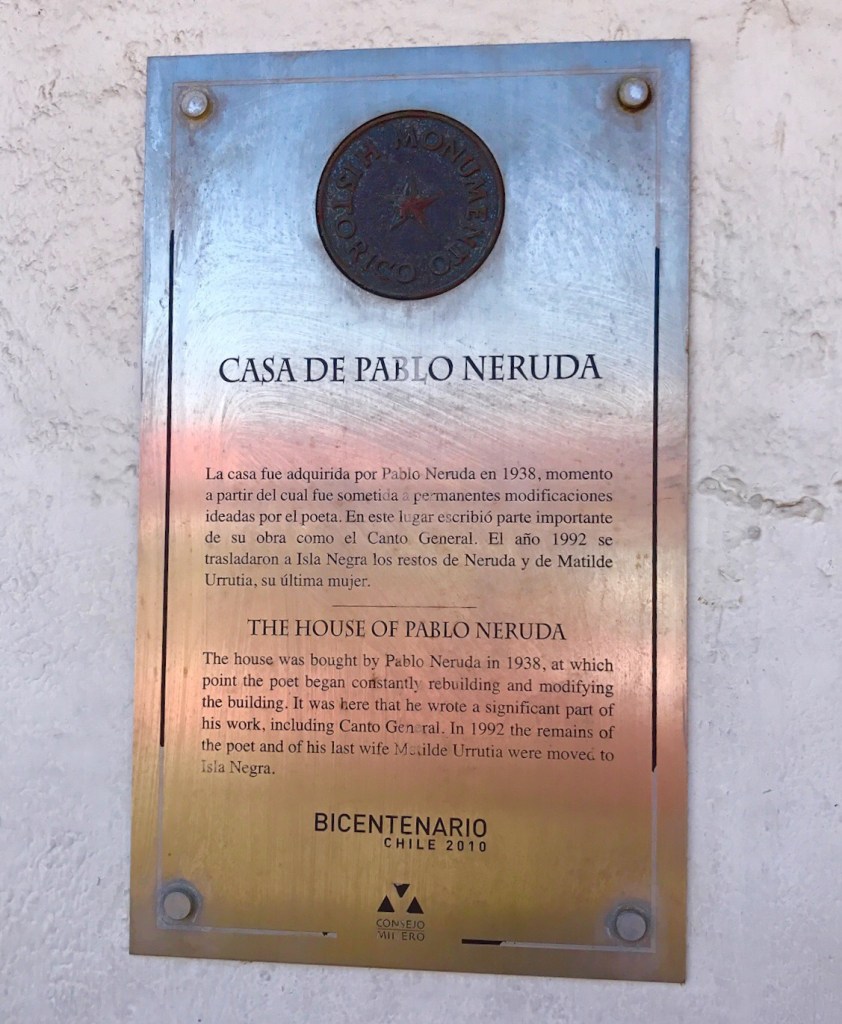 MONUMENTO HISTORICO
CASA DE PABLO NERUDA
La casa fue adquirida por Pablo Neruda en 1938, momento
a partir del cual fue sometida a permanentes modificaciones
ideadas por el poeta. En este lugar escribió parte importante
de su obra como el Canto General. El año 1992 se
trasladaron a Isla Negra los restos de Neruda y de Matilde
Urrutia, su última mujer.
THE HOUSE OF PABLO NERUDA
The house was bought by Pablo Neruda in 1938, at which
point the poet began constantly rebuilding and modifying
the building. It was here that he wrote a significant part of
his work, including Canto General. In 1992 the remains of
the poet and of his last wife Matilde Urrutia were moved to
Isla Negra.
BICENTENARIO
CHILE 2010
CONSEJO
MINERO